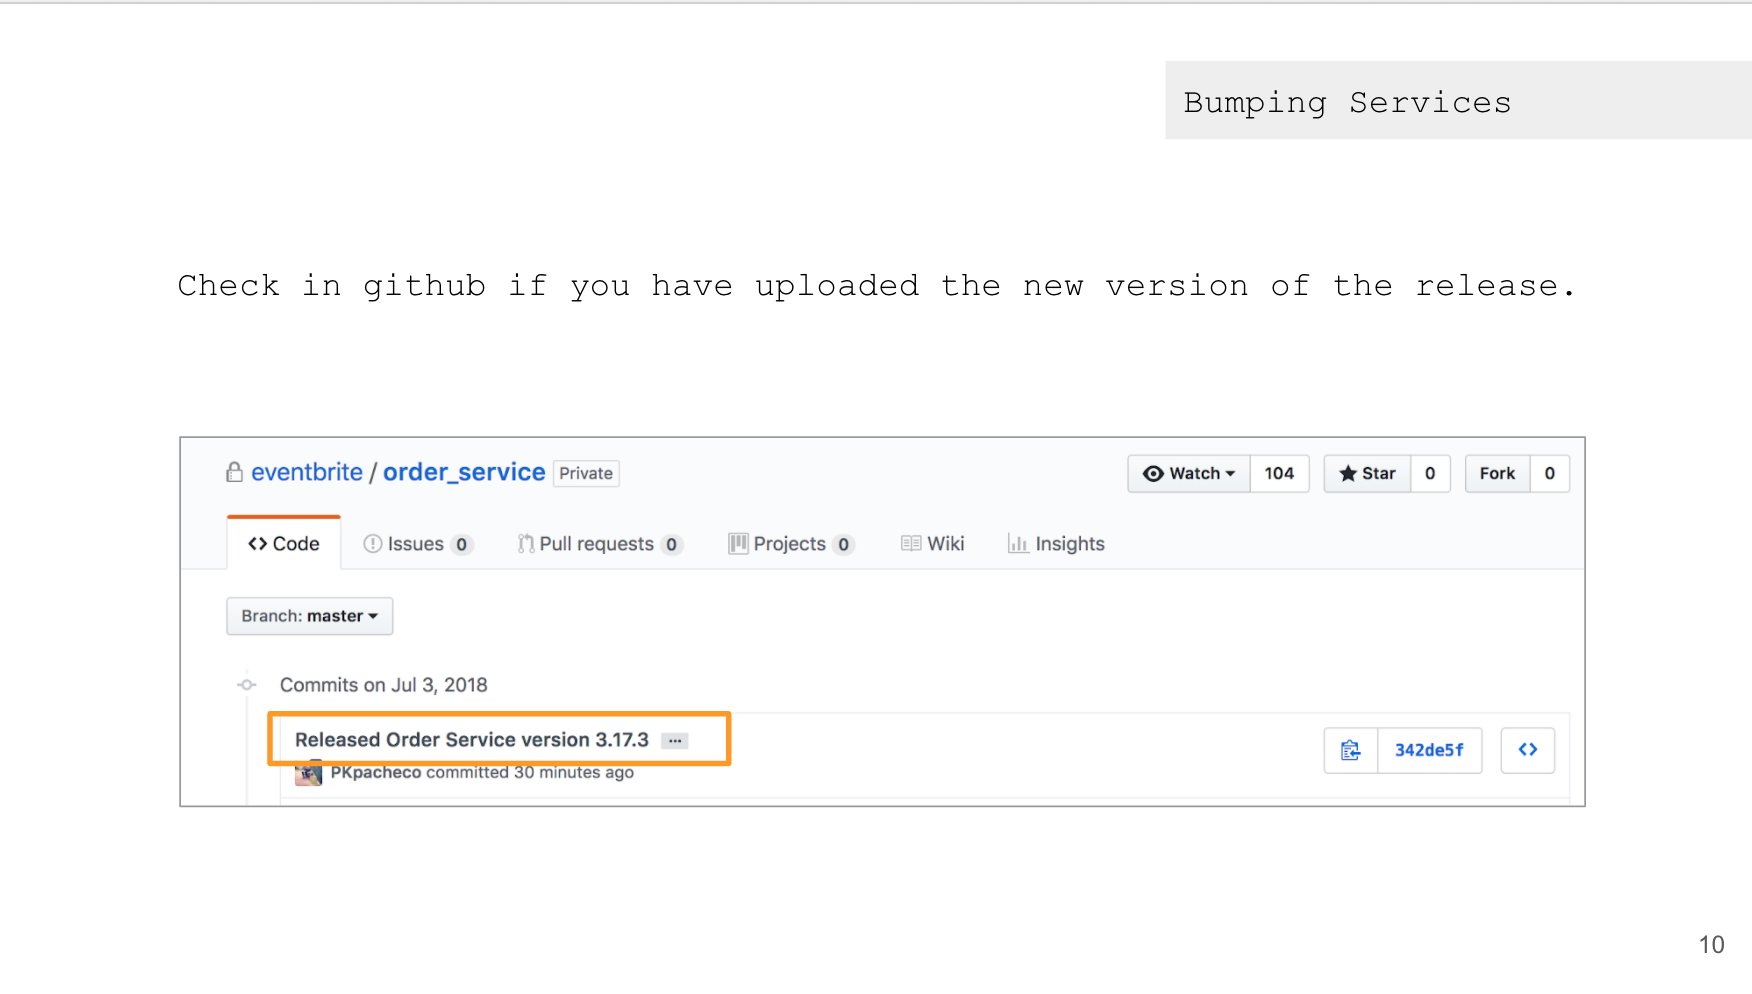 Bumping Services
Check in github if you have uploaded the new version of the release.
eventbrite / order_service Private
Watch 104 Star 0 Fork 0
Code Issues 0 Pull requests 0 Projects 0 Wiki Insights
Branch: master
Commits on Jul 3, 2018
Released Order Service version 3.17.3 …
342de5f
PKpacheco committed 30 minutes ago
10